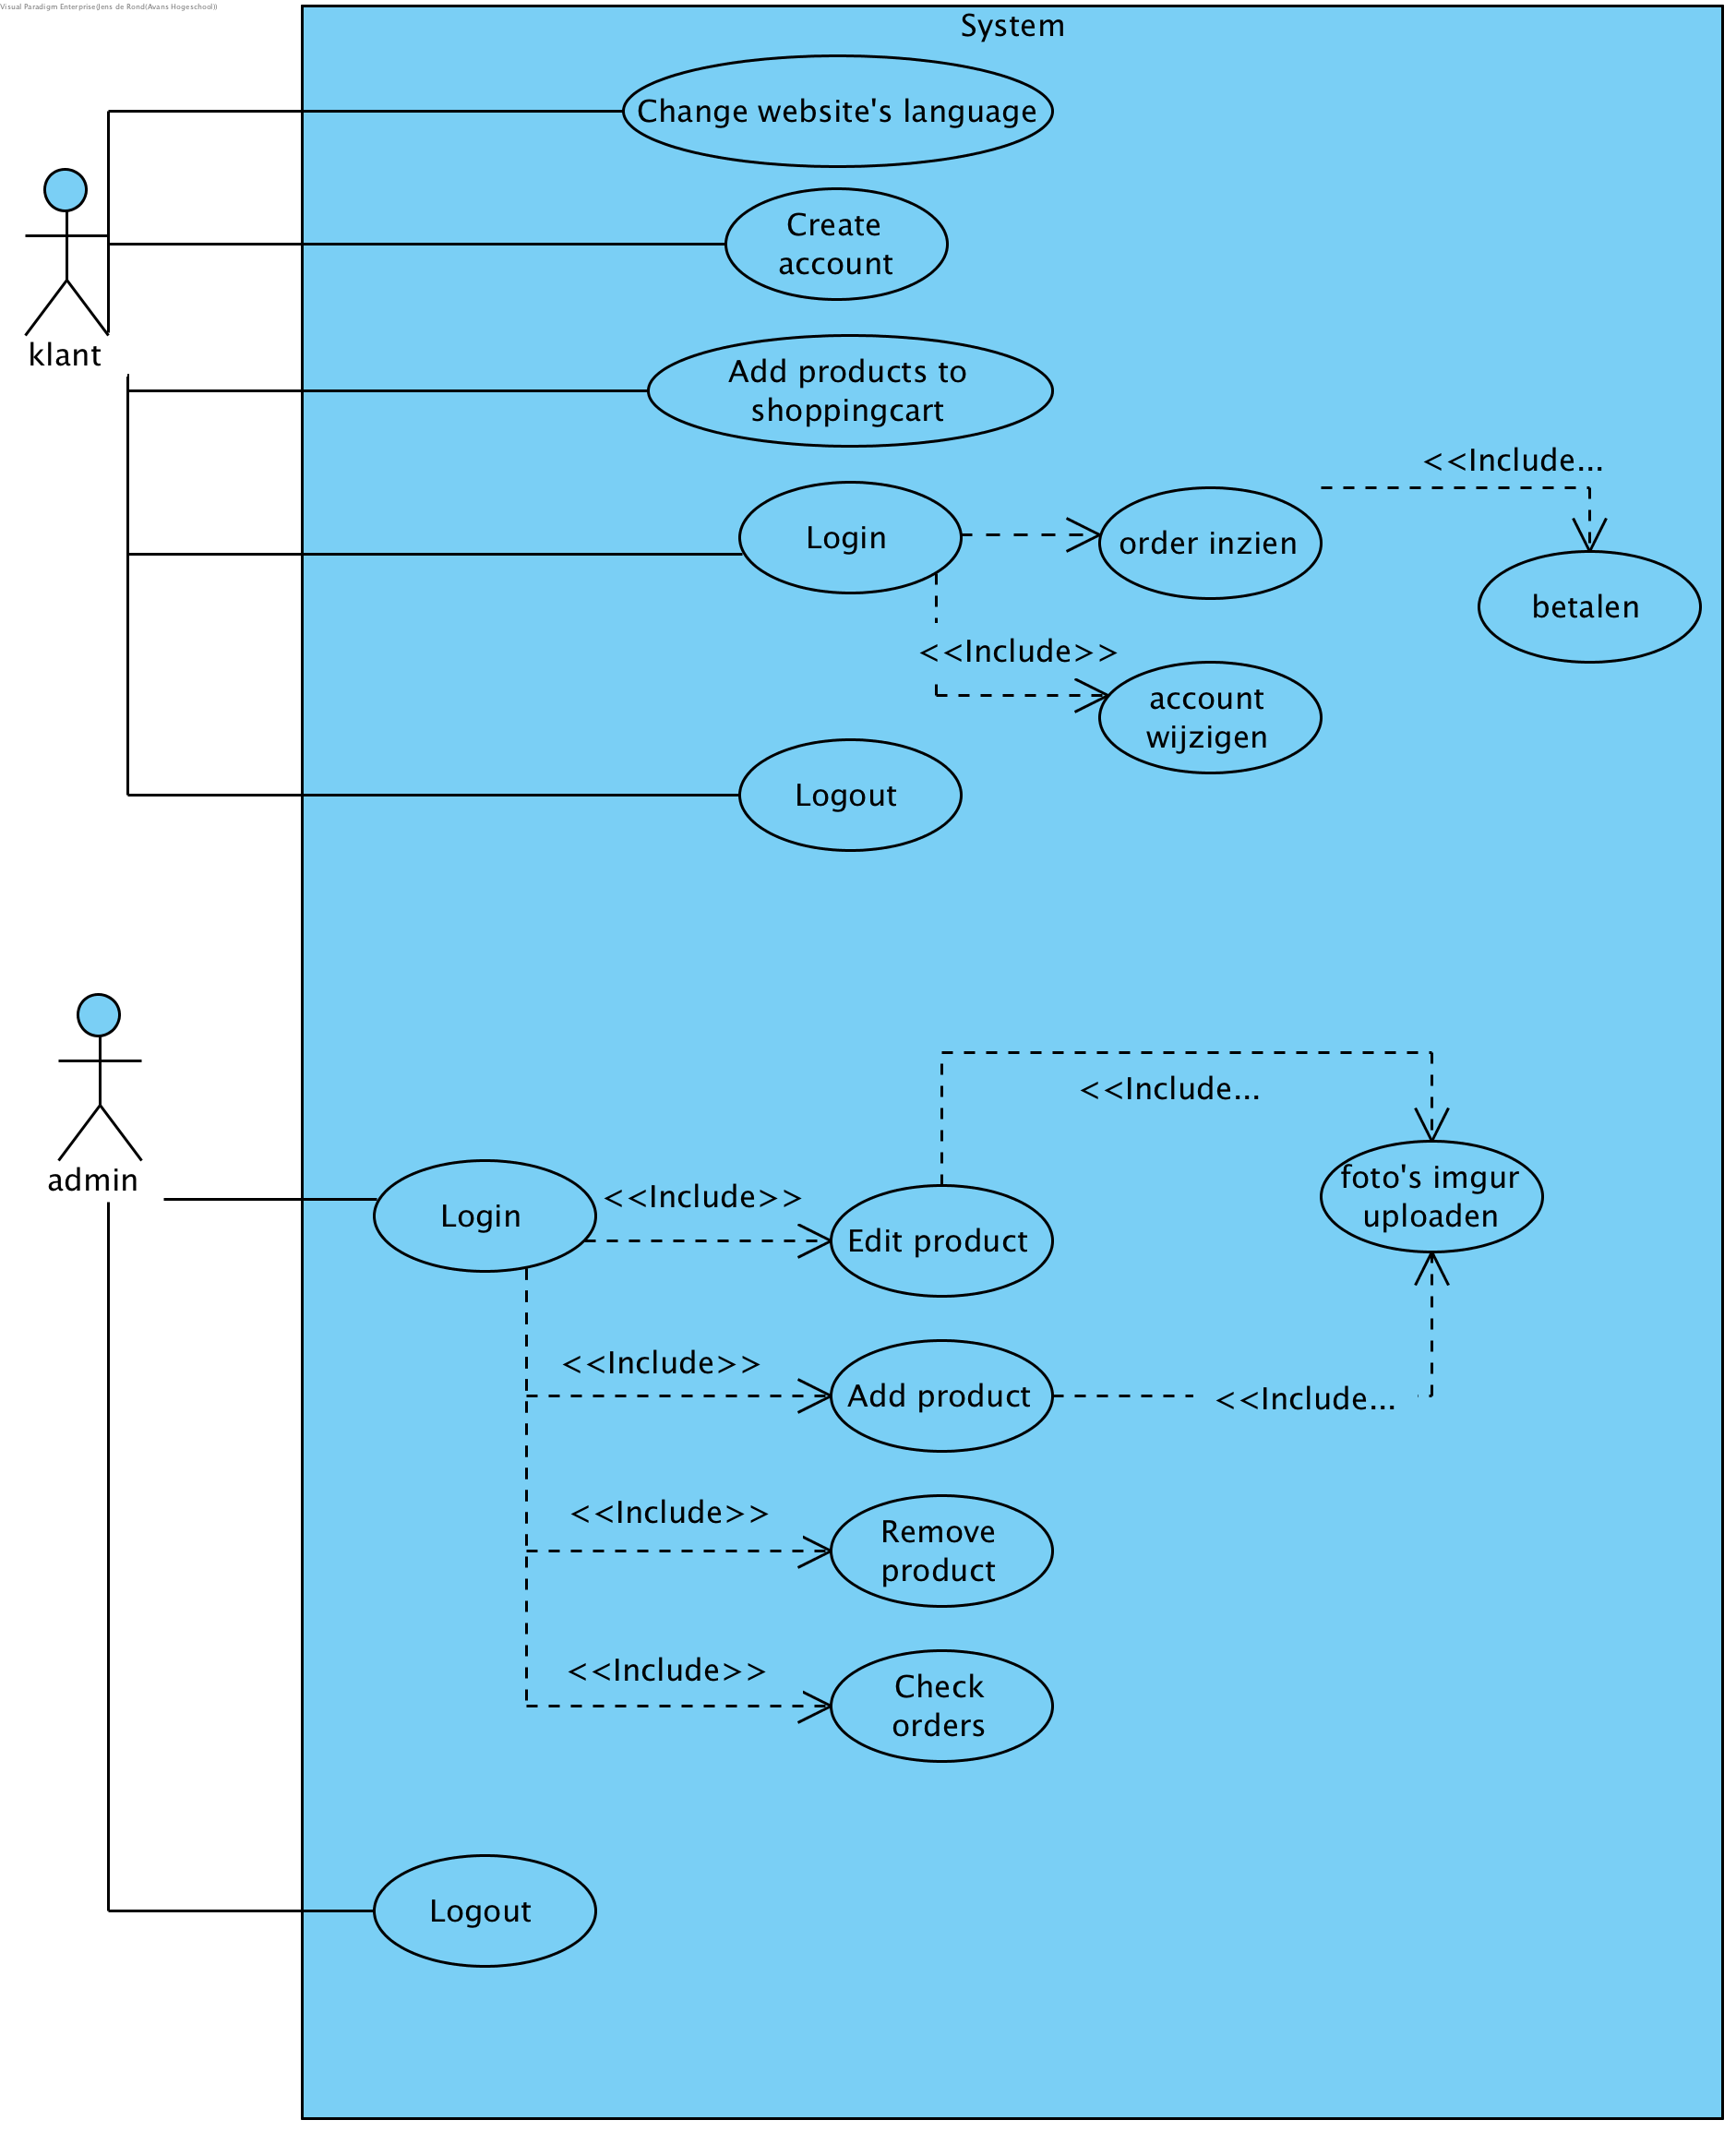 Visual Paradigm Enterprise(Jens de Rond(Avans Hogeschool))
System
Change website's language
Create
account
klant
Add products to
shoppingcart
<<Include...
Login
order inzien
betalen
<<Include>>
account
wijzigen
Logout
admin
<<Include...
foto's imgur
uploaden
Login
<<Include>>
Edit product
<<Include>>
Add product
<<Include...
<<Include>>
Remove
product
<<Include>>
Check
orders
Logout